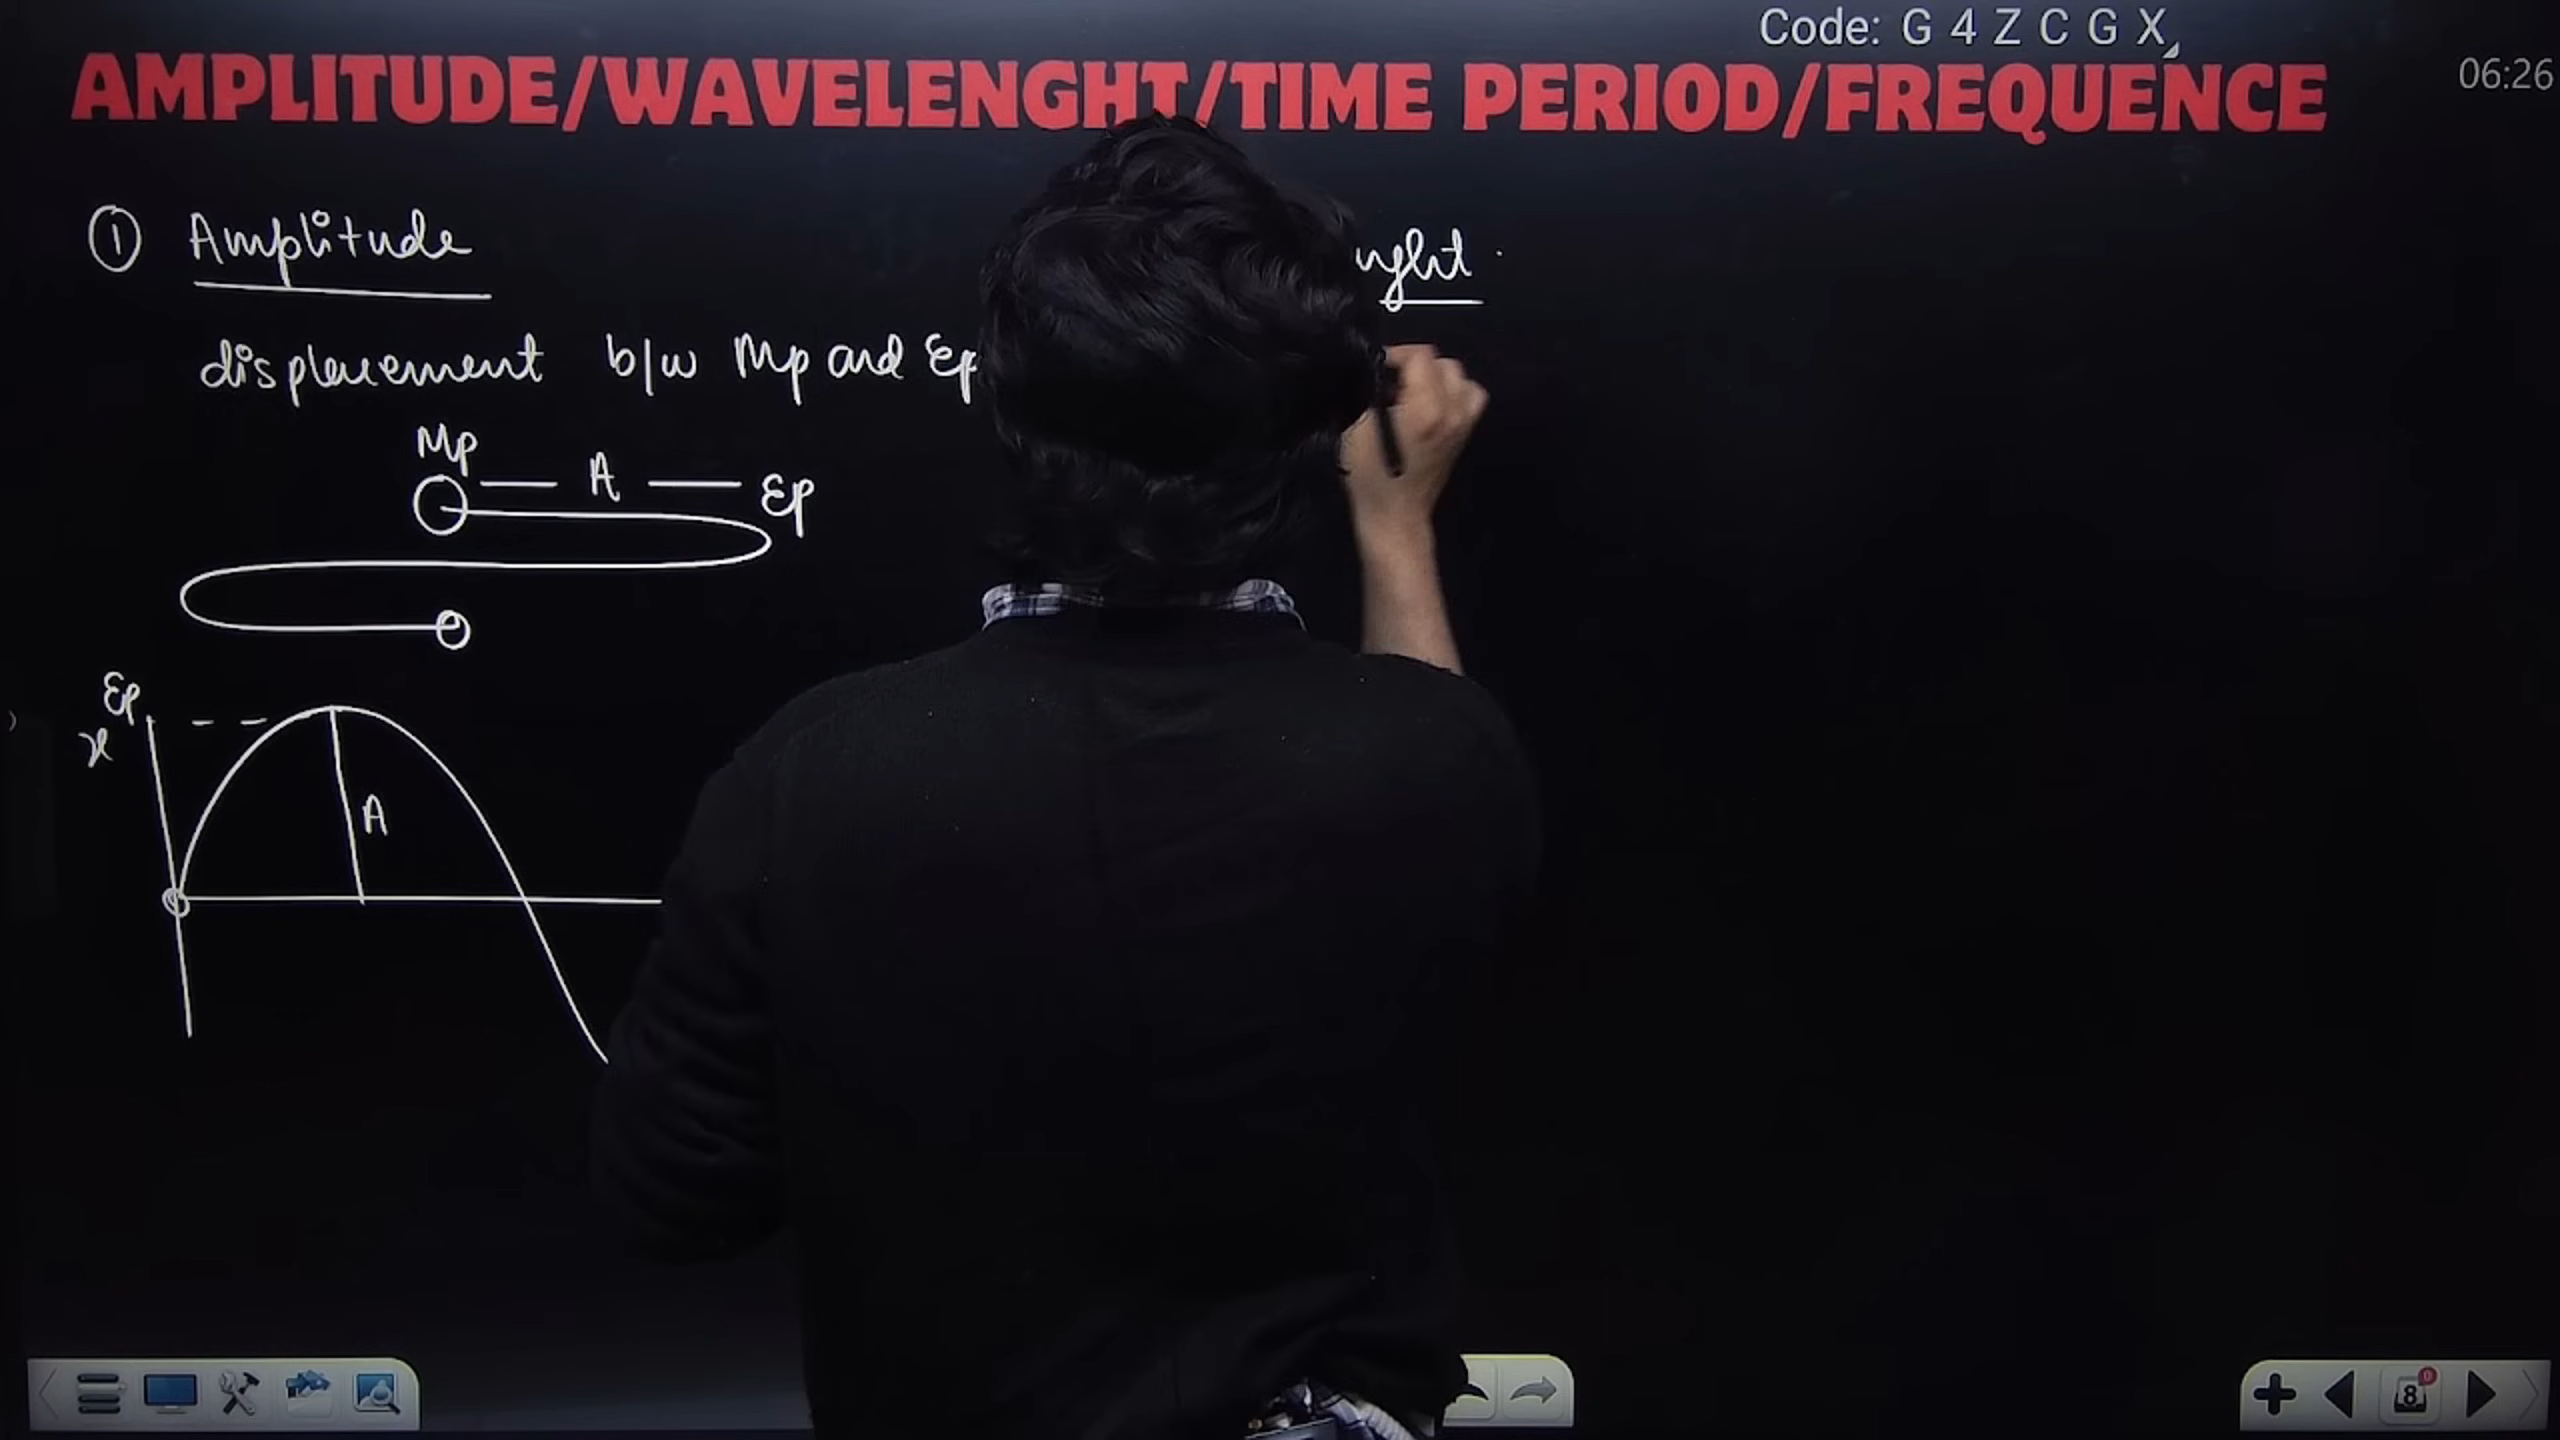 Code: G 4 Z C G X
06:26
AMPLITUDE/WAVELENGHT/TIME PERIOD/FREQUENCE
① Amplitude
displacement b/w Mp and Ep
Mp
A
Ep
Ep
x
A
8